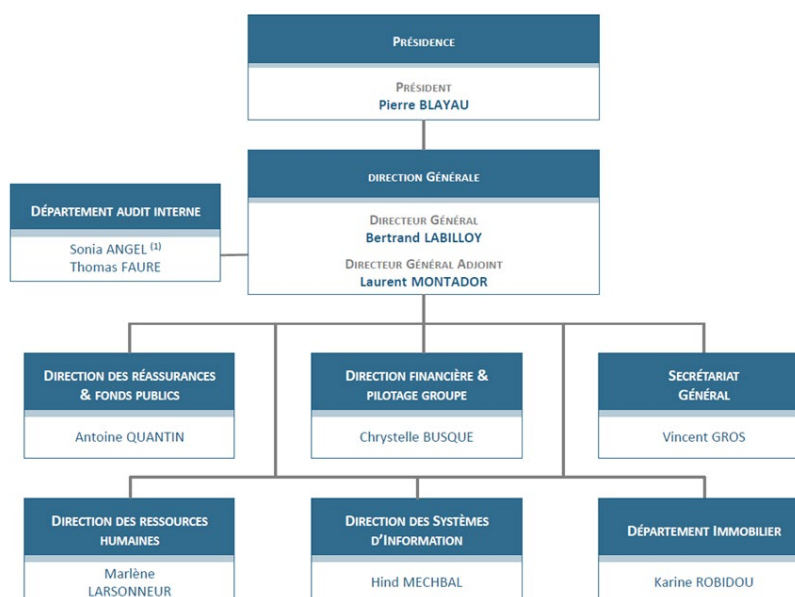 PRÉSIDENCE
PRÉSIDENT
Pierre BLAYAU
DIRECTION GÉNÉRALE
DIRECTEUR GÉNÉRAL
Bertrand LABILLOY
DIRECTEUR GÉNÉRAL ADJOINT
Laurent MONTADOR
DÉPARTEMENT AUDIT INTERNE
Sonia ANGEL (1)
Thomas FAURE
DIRECTION DES RÉASSURANCES
& FONDS PUBLICS
Antoine QUANTIN
DIRECTION FINANCIÈRE &
PILOTAGE GROUPE
Chrystelle BUSQUE
SECRÉTARIAT
GÉNÉRAL
Vincent GROS
DIRECTION DES RESSOURCES
HUMAINES
Marlène
LARSONNEUR
DIRECTION DES SYSTÈMES
D'INFORMATION
Hind MECHBAL
DÉPARTEMENT IMMOBILIER
Karine ROBIDOU